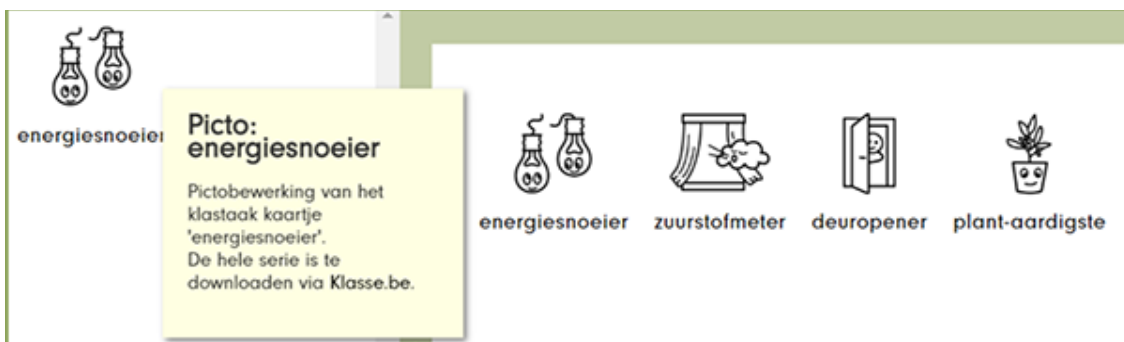 energiesnoeier
Picto:
energiesnoeier
Pictobewerking van het
klastaak kaartje
'energiesnoeier'.
De hele serie is te
downloaden via Klasse.be.
energiesnoeier zuurstofmeter deuropener plant-aardigste